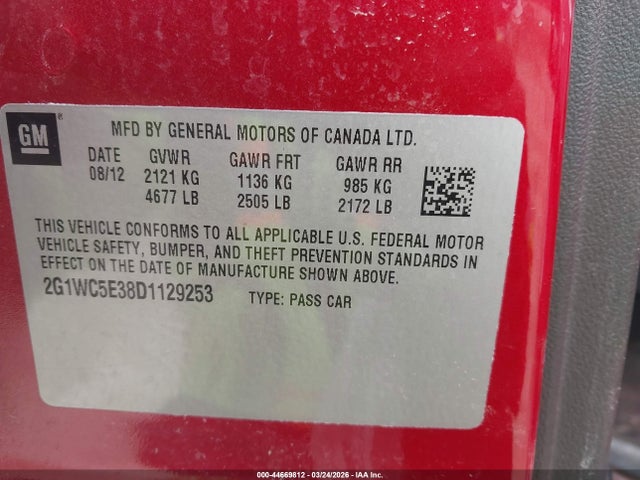 GM®
MFD BY GENERAL MOTORS OF CANADA LTD.
DATE GVWR GAWR FRT GAWR RR
08/12 2121 KG 1136 KG 985 KG
4677 LB 2505 LB 2172 LB
THIS VEHICLE CONFORMS TO ALL APPLICABLE U.S. FEDERAL MOTOR
VEHICLE SAFETY, BUMPER, AND THEFT PREVENTION STANDARDS IN
EFFECT ON THE DATE OF MANUFACTURE SHOWN ABOVE.
2G1WC5E38D1129253 TYPE: PASS CAR
000-44669812 - 03/24/2026 - IAA Inc.